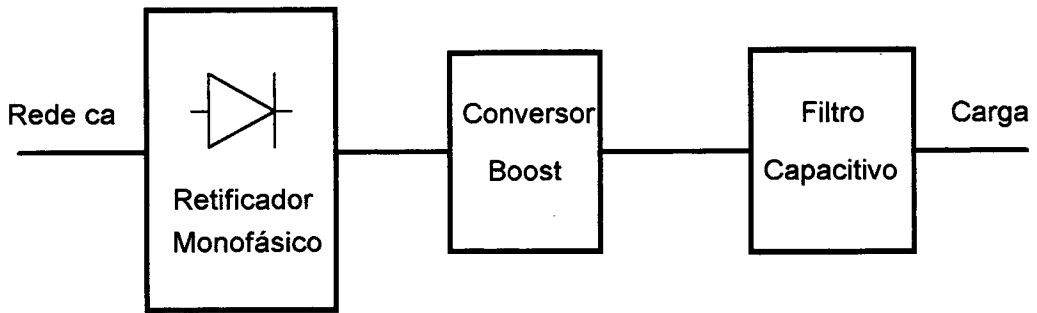 Rede ca
Retificador
Monofásico
Conversor
Boost
Filtro
Capacitivo
Carga